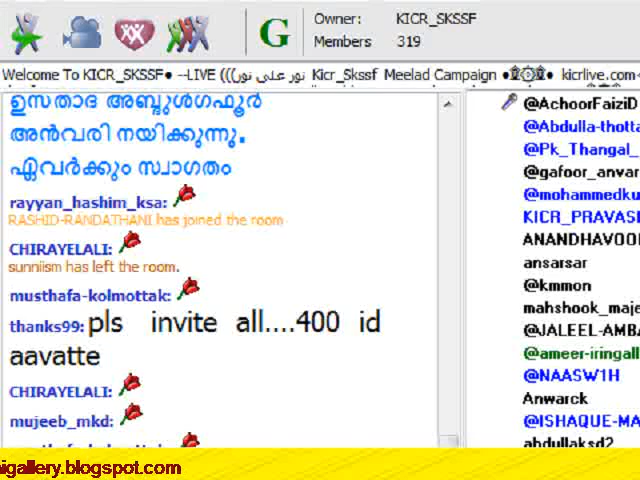 Owner: KICR_SKSSF
G
Members 319
Welcome To KICR_SKSSF● --LIVE (((نور على نور Kicr_Skssf Meelad Campaign kicrlive.com
ഉസതാദ അബ്ദുൾഗഫൂർ
അൻവരി നയിക്കുന്നു.
ഏവർക്കും സ്വാഗതം
rayyan_hashim_ksa:
RASHID-RANDATHANI has joined the room
CHIRAYELALI:
sunniism has left the room.
musthafa-kolmottak:
thanks99: pls invite all....400 id
aavatte
CHIRAYELALI:
mujeeb_mkd:
@AchoorFaiziD
@Abdulla-thotta
@Pk_Thangal_
@gafoor_anvar
@mohammedku
KICR_PRAVASI
ANANDHAVOO
ansarsar
@kmmon
mahshook_maje
@JALEEL-AMBA
@ameer-iringall
@NAASW1H
Anwarck
@ISHAQUE-MA
abdullaksd2
igallery.blogspot.com